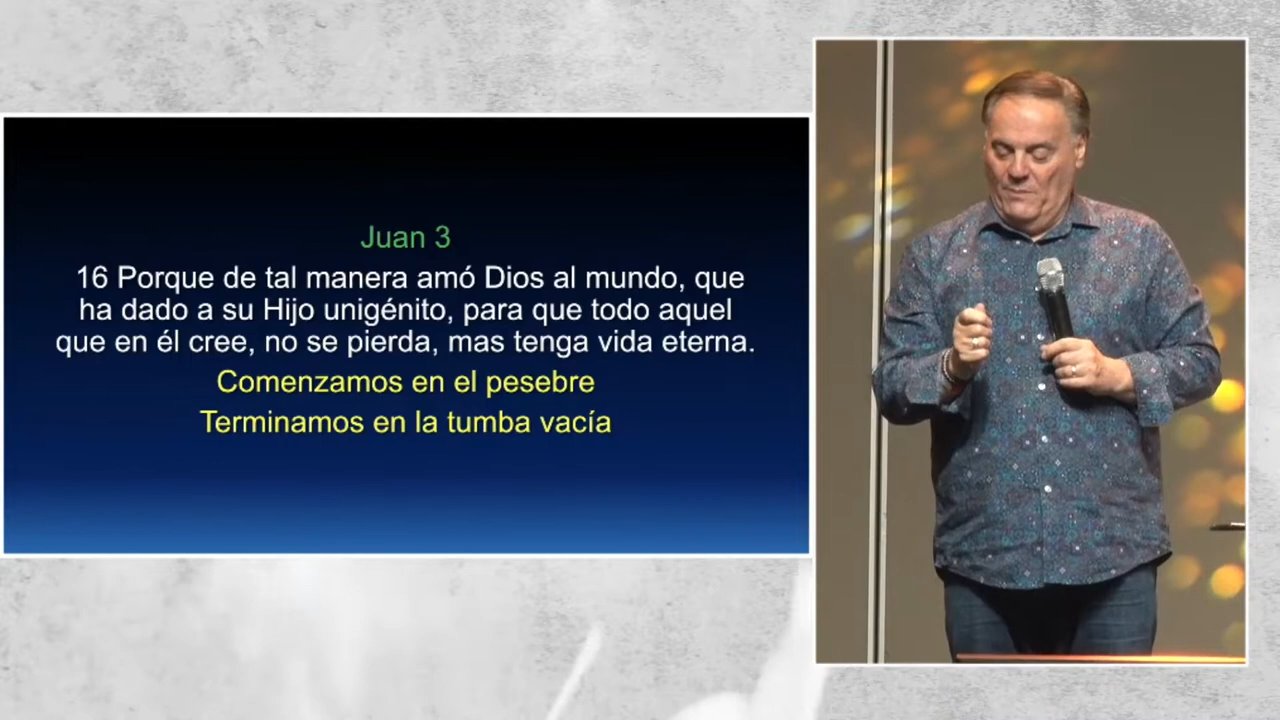 Juan 3
16 Porque de tal manera amó Dios al mundo, que
ha dado a su Hijo unigénito, para que todo aquel
que en él cree, no se pierda, mas tenga vida eterna.
Comenzamos en el pesebre
Terminamos en la tumba vacía